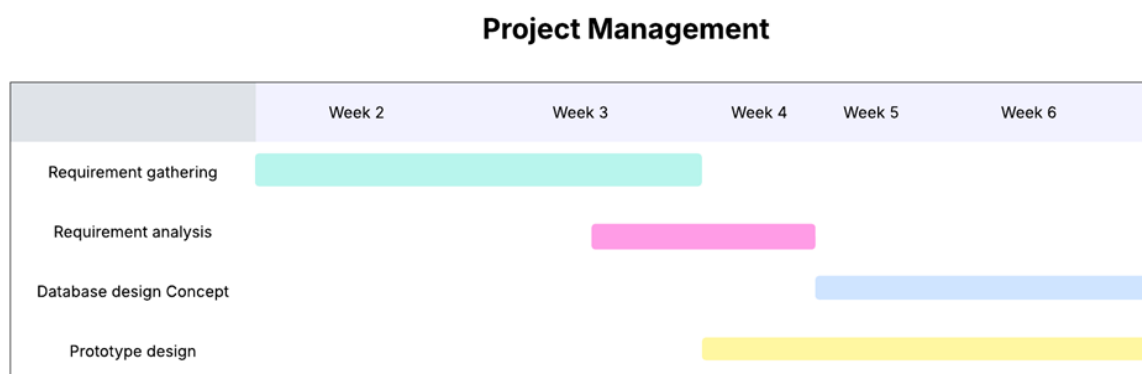 Project Management
Week 2 Week 3 Week 4 Week 5 Week 6
Requirement gathering
Requirement analysis
Database design Concept
Prototype design